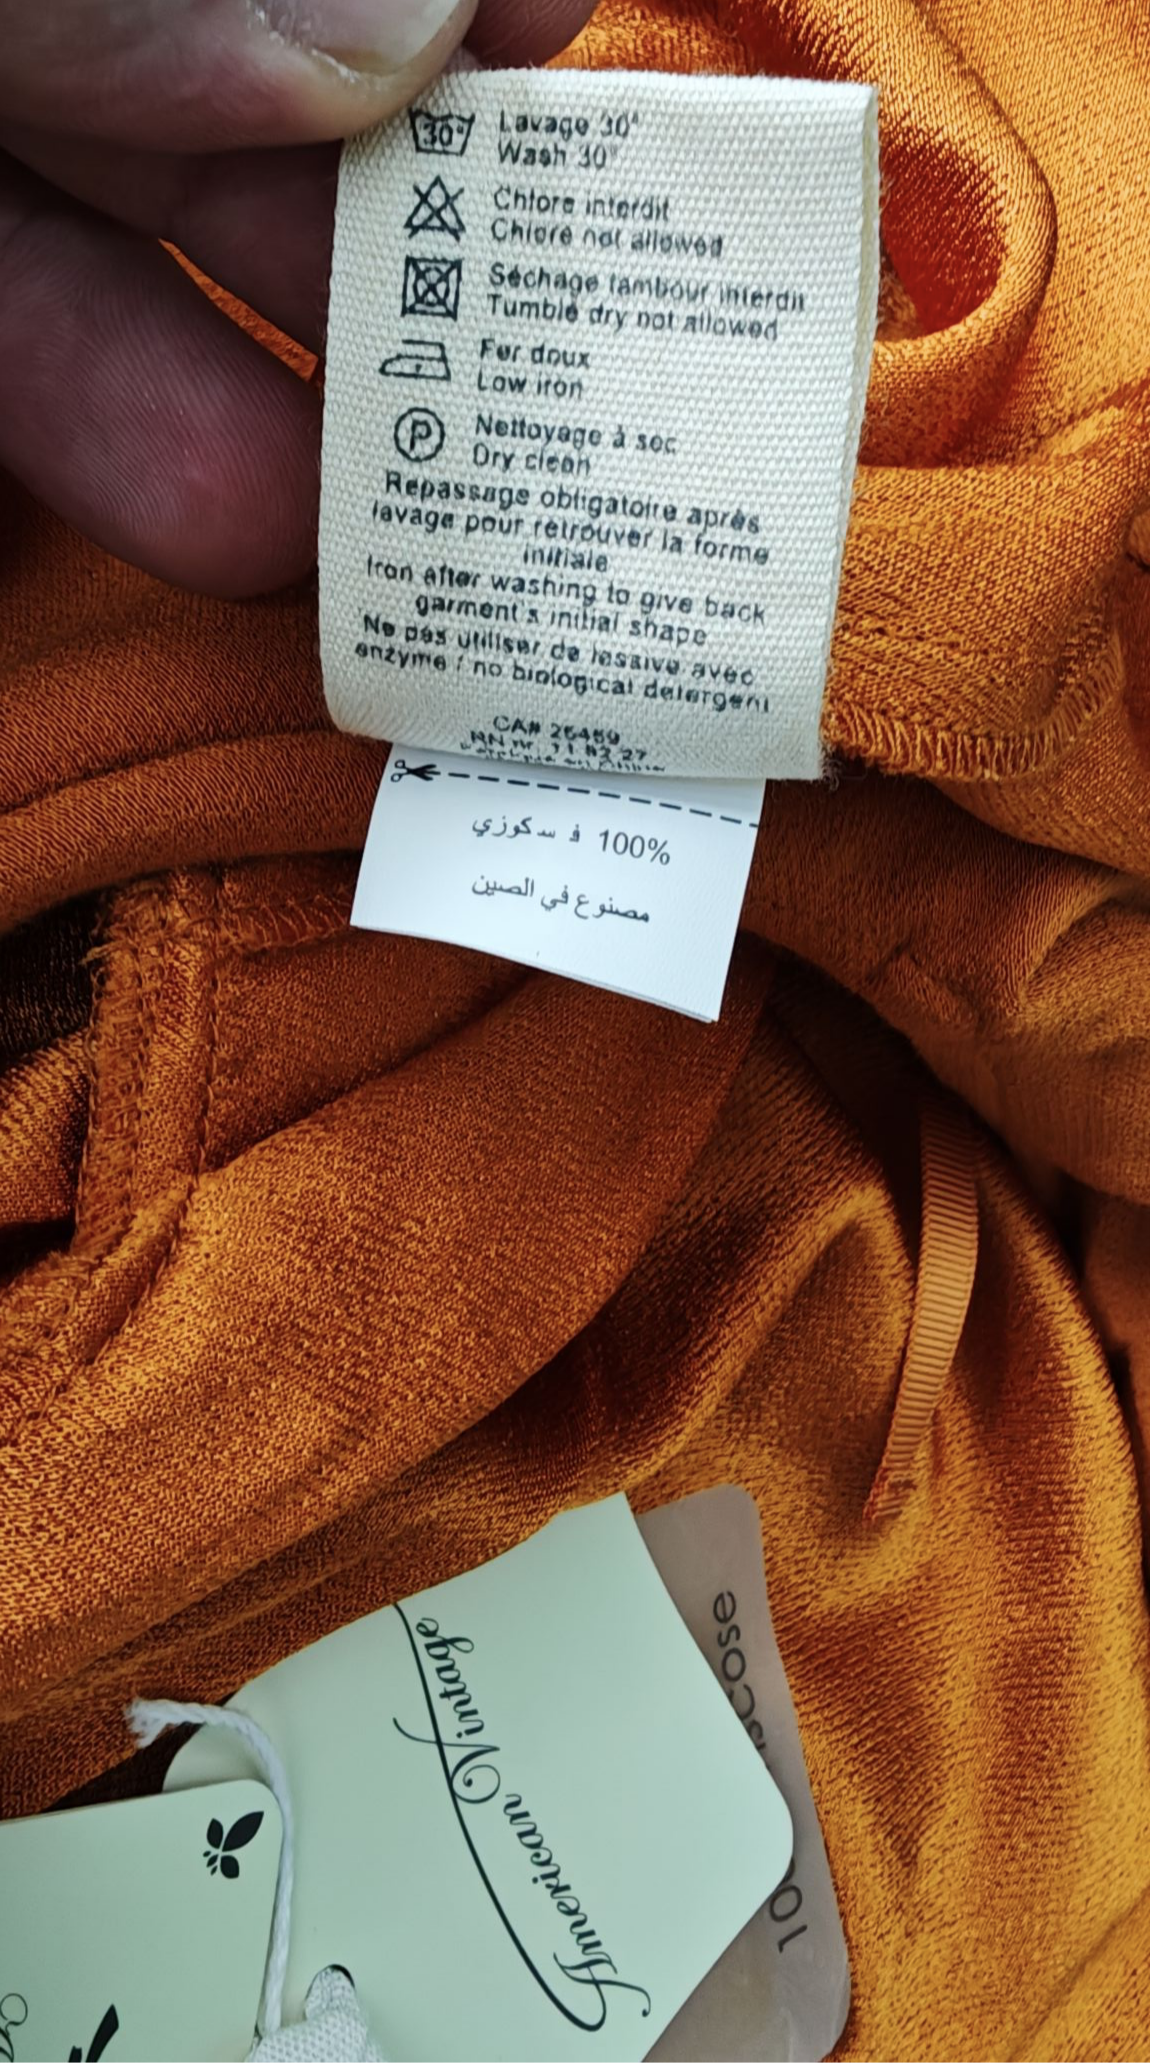 30°
Lavage 30°
Wash 30°
Chlore interdit
Chlore not allowed
Séchage tambour interdit
Tumble dry not allowed
Fer doux
Low iron
P
Nettoyage à sec
Dry clean
Repassage obligatoire après
lavage pour retrouver la forme
initiale
Iron after washing to give back
garment's initial shape
Ne pas utiliser de lessive avec
enzyme / no biological detergent
CA# 26459
RN nr.
100% ف سكوزي
مصنوع في الصين
American Vintage